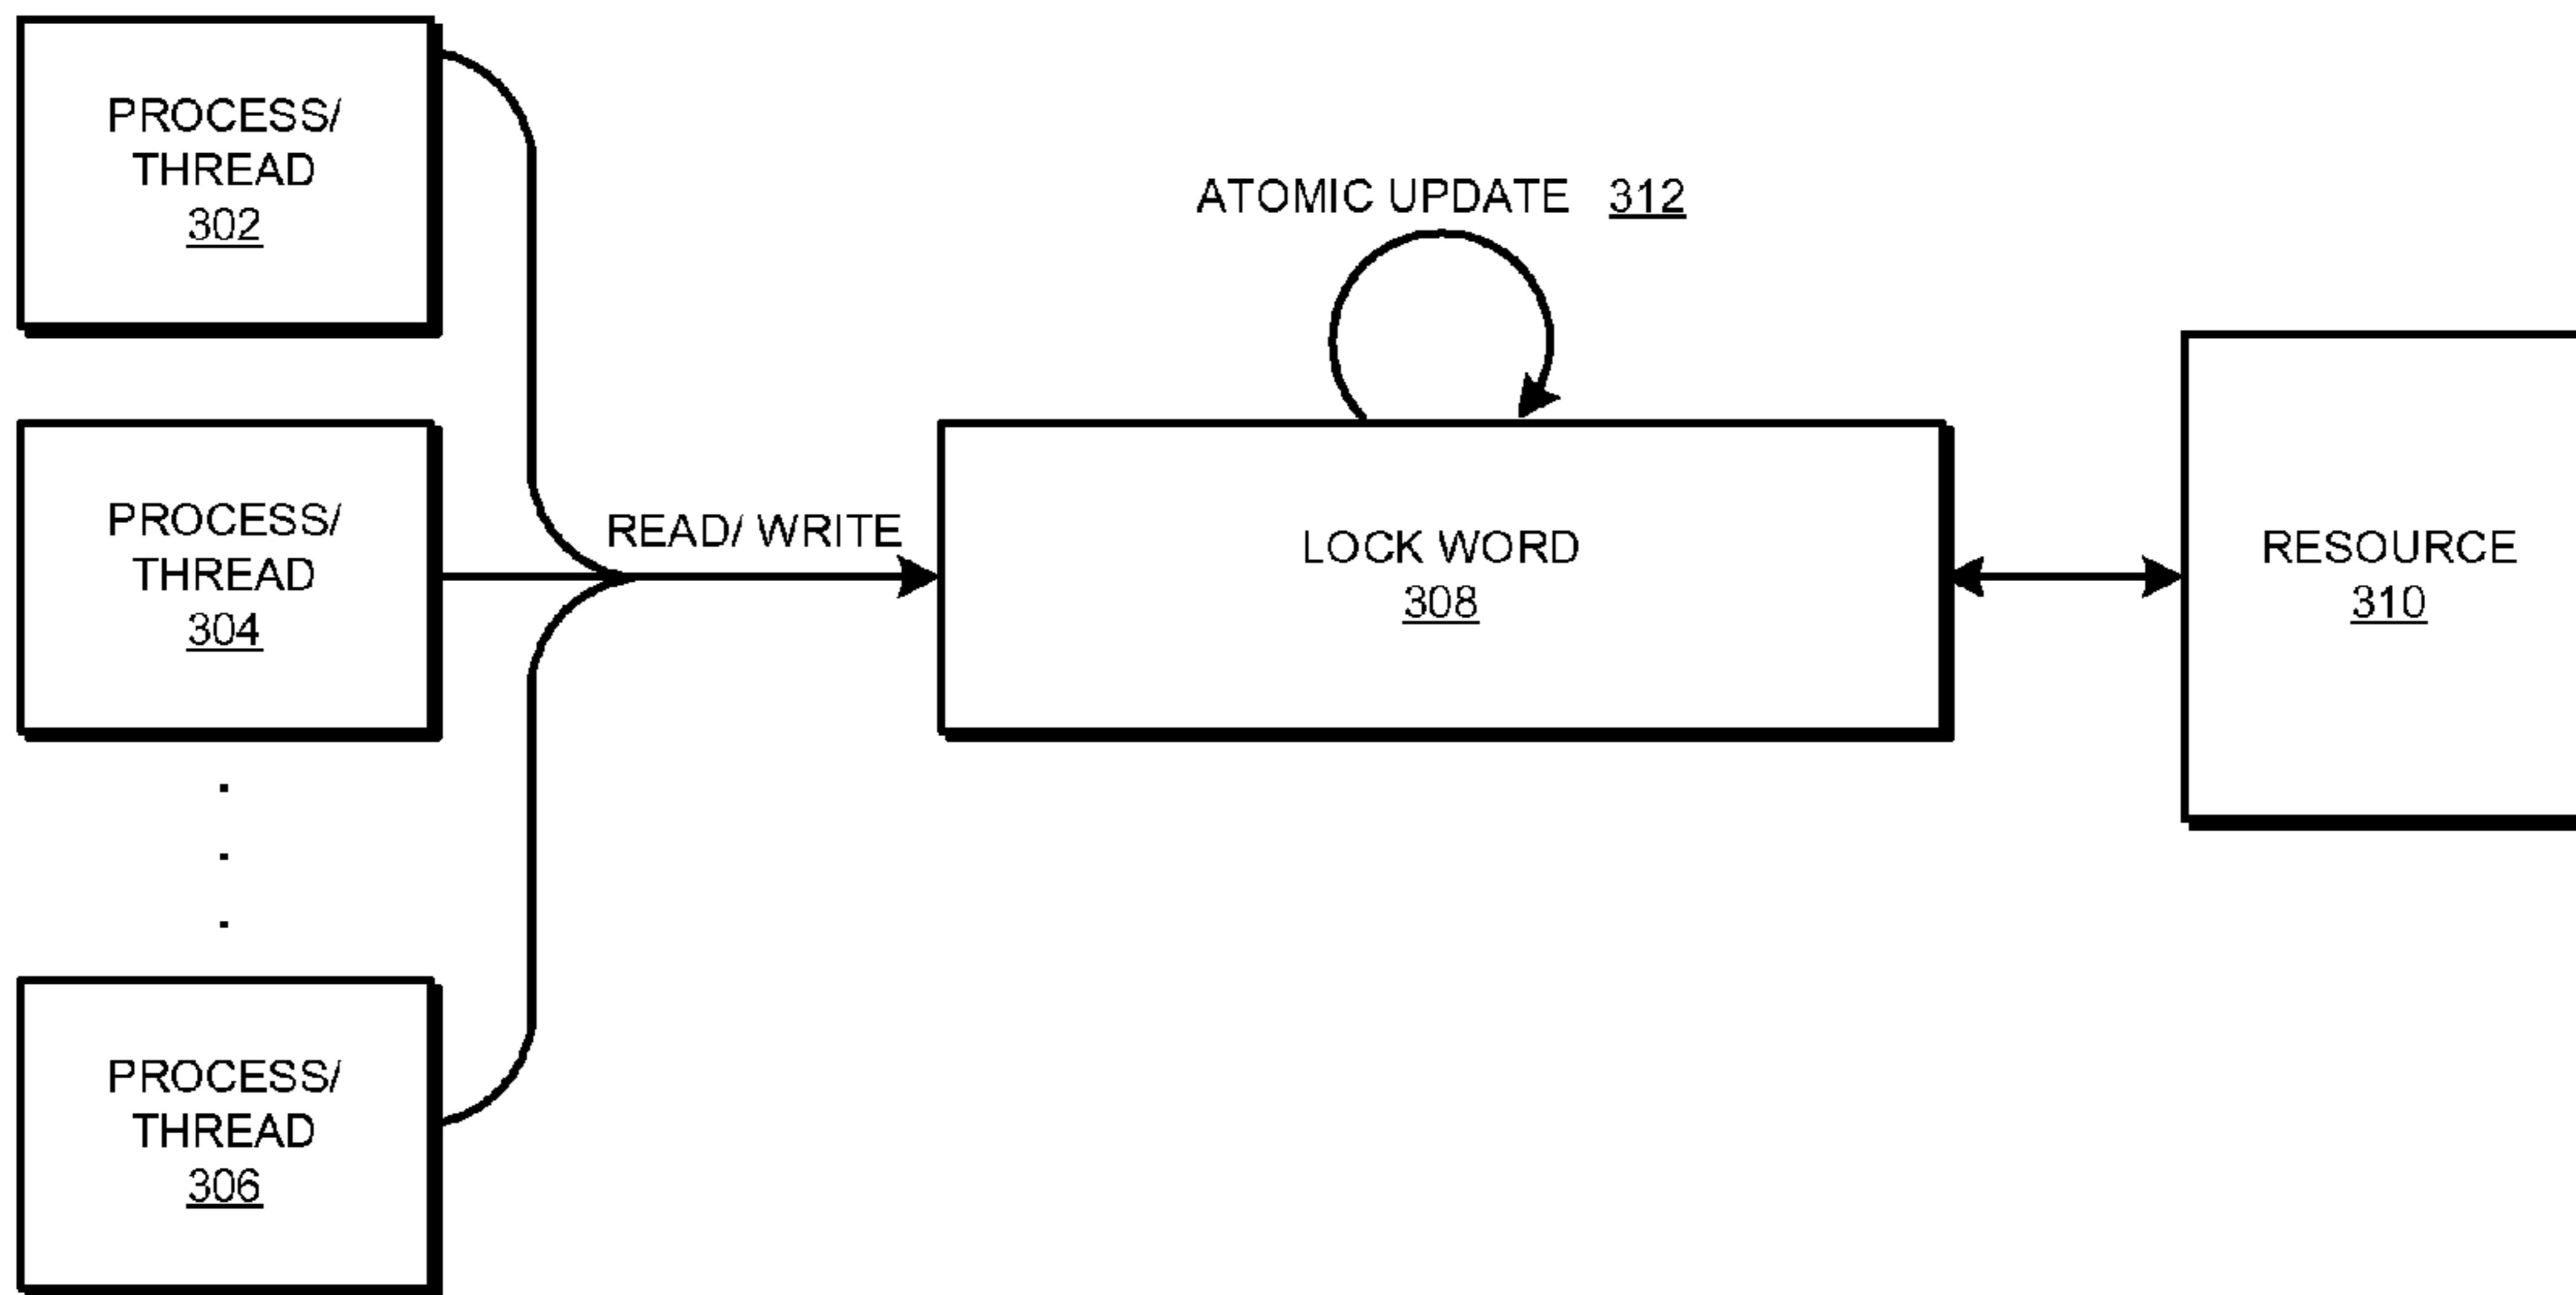 PROCESS/
THREAD
302
ATOMIC UPDATE 312
PROCESS/
THREAD
304
READ/ WRITE
LOCK WORD
308
RESOURCE
310
.
.
.
PROCESS/
THREAD
306